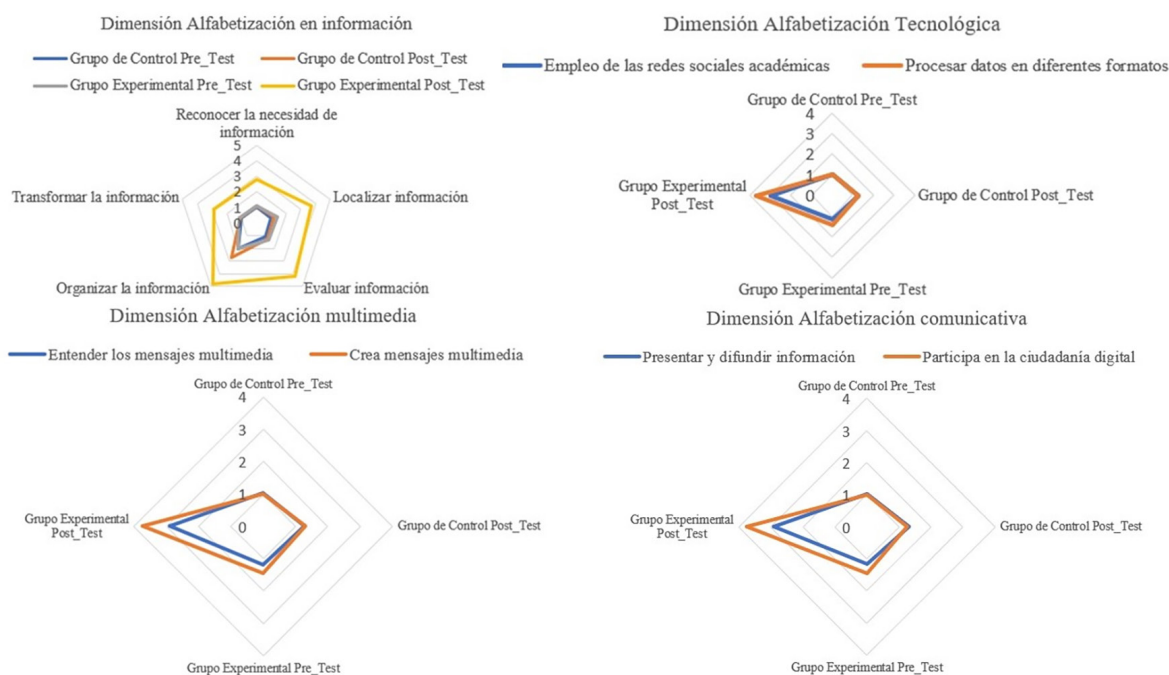 Dimensión Alfabetización en información
Grupo de Control Pre_Test
Grupo de Control Post_Test
Grupo Experimental Pre_Test
Grupo Experimental Post_Test
Reconocer la necesidad de
información
5
4
3
2
1
0
Transformar la información
Localizar información
Organizar la información
Evaluar información
Dimensión Alfabetización Tecnológica
Empleo de las redes sociales académicas
Procesar datos en diferentes formatos
Grupo de Control Pre_Test
4
3
2
1
0
Grupo Experimental
Post_Test
Grupo de Control Post_Test
Grupo Experimental Pre_Test
Dimensión Alfabetización multimedia
Entender los mensajes multimedia
Crea mensajes multimedia
Grupo de Control Pre_Test
4
3
2
1
0
Grupo Experimental
Post_Test
Grupo de Control Post_Test
Grupo Experimental Pre_Test
Dimensión Alfabetización comunicativa
Presentar y difundir información
Participa en la ciudadanía digital
Grupo de Control Pre_Test
4
3
2
1
0
Grupo Experimental
Post_Test
Grupo de Control Post_Test
Grupo Experimental Pre_Test